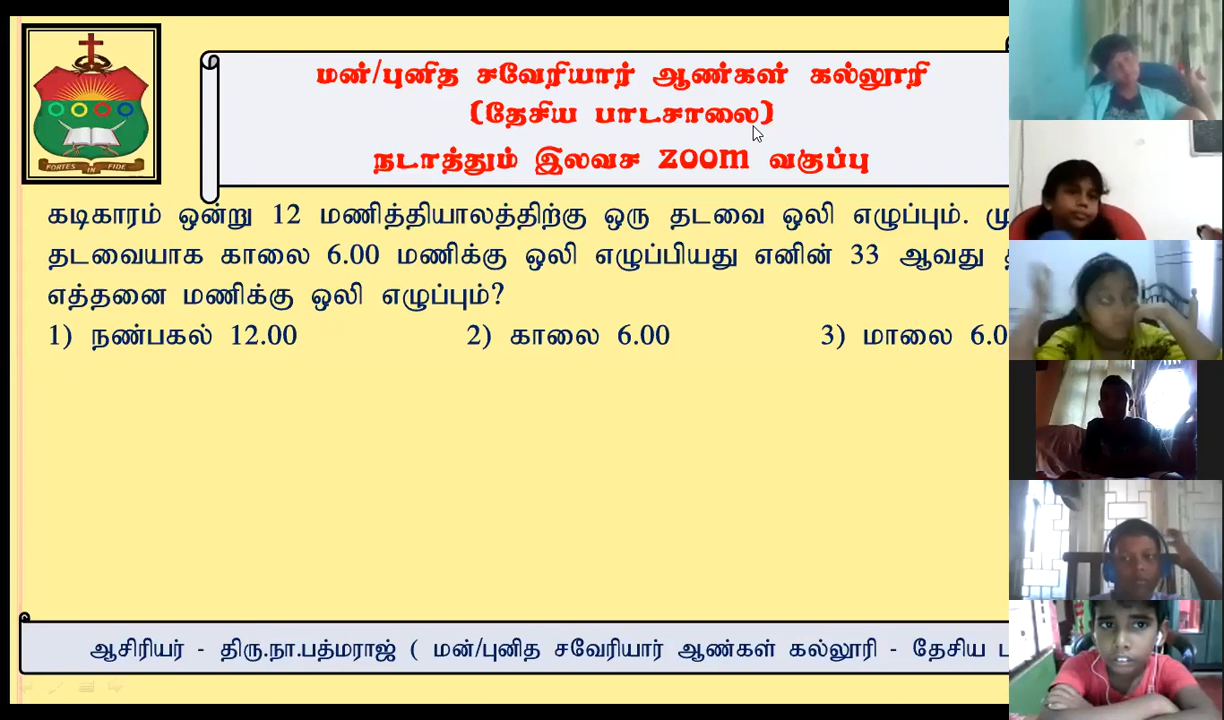 மன்/புனித சவேரியார் ஆண்கள் கல்லூரி
(தேசிய பாடசாலை)
நடாத்தும் இலவச ZOOM வகுப்பு
FORTES IN FIDE
கடிகாரம் ஒன்று 12 மணித்தியாலத்திற்கு ஒரு தடவை ஒலி எழுப்பும்.
தடவையாக காலை 6.00 மணிக்கு ஒலி எழுப்பியது எனின் 33 ஆவது
எத்தனை மணிக்கு ஒலி எழுப்பும்?
1) நண்பகல் 12.00 2) காலை 6.00 3) மாலை 6.0
ஆசிரியர் - திரு.நா.பத்மராஜ் ( மன்/புனித சவேரியார் ஆண்கள் கல்லூரி - தேசிய